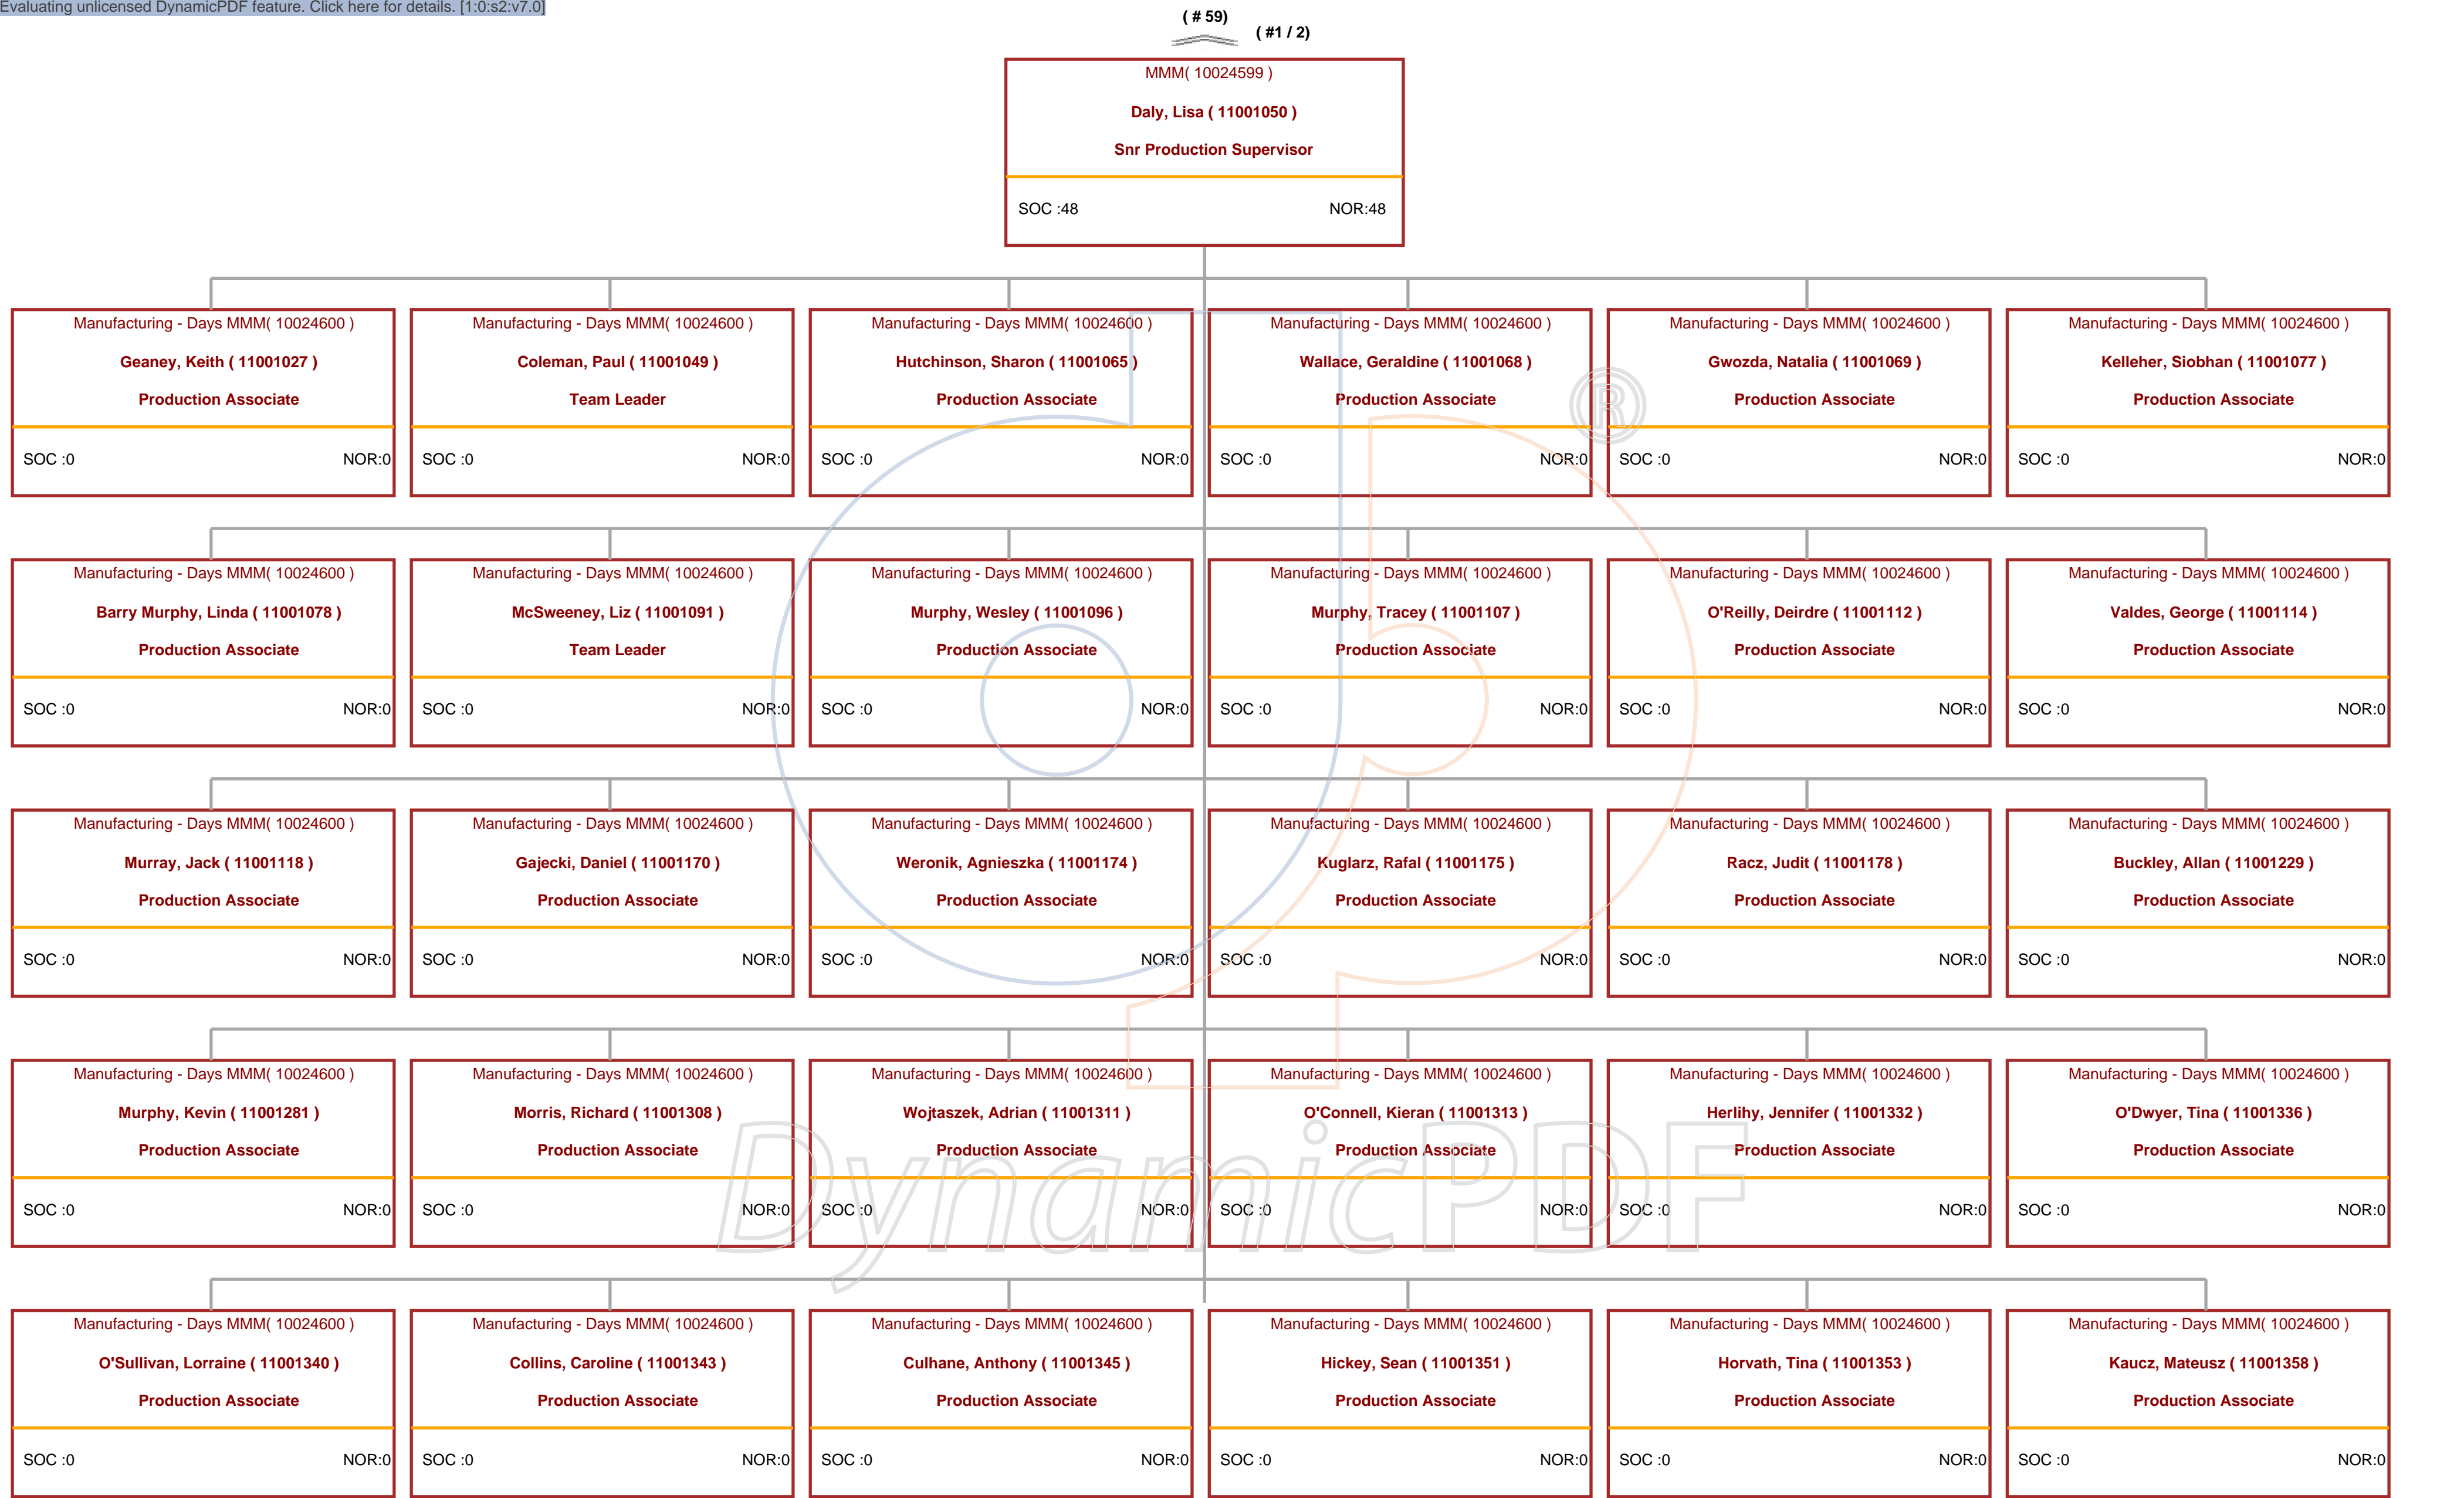 Evaluating unlicensed DynamicPDF feature. Click here for details. [1:0:s2:v7.0]
( # 59)
( #1 / 2)
MMM( 10024599 )
Daly, Lisa ( 11001050 )
Snr Production Supervisor
SOC :48 NOR:48
Manufacturing - Days MMM( 10024600 )
Geaney, Keith ( 11001027 )
Production Associate
SOC :0 NOR:0
Manufacturing - Days MMM( 10024600 )
Coleman, Paul ( 11001049 )
Team Leader
SOC :0 NOR:0
Manufacturing - Days MMM( 10024600 )
Hutchinson, Sharon ( 11001065 )
Production Associate
SOC :0 NOR:0
Manufacturing - Days MMM( 10024600 )
Wallace, Geraldine ( 11001068 )
Production Associate
SOC :0 NOR:0
Manufacturing - Days MMM( 10024600 )
Gwozda, Natalia ( 11001069 )
Production Associate
SOC :0 NOR:0
Manufacturing - Days MMM( 10024600 )
Kelleher, Siobhan ( 11001077 )
Production Associate
SOC :0 NOR:0
Manufacturing - Days MMM( 10024600 )
Barry Murphy, Linda ( 11001078 )
Production Associate
SOC :0 NOR:0
Manufacturing - Days MMM( 10024600 )
McSweeney, Liz ( 11001091 )
Team Leader
SOC :0 NOR:0
Manufacturing - Days MMM( 10024600 )
Murphy, Wesley ( 11001096 )
Production Associate
SOC :0 NOR:0
Manufacturing - Days MMM( 10024600 )
Murphy, Tracey ( 11001107 )
Production Associate
SOC :0 NOR:0
Manufacturing - Days MMM( 10024600 )
O'Reilly, Deirdre ( 11001112 )
Production Associate
SOC :0 NOR:0
Manufacturing - Days MMM( 10024600 )
Valdes, George ( 11001114 )
Production Associate
SOC :0 NOR:0
Manufacturing - Days MMM( 10024600 )
Murray, Jack ( 11001118 )
Production Associate
SOC :0 NOR:0
Manufacturing - Days MMM( 10024600 )
Gajecki, Daniel ( 11001170 )
Production Associate
SOC :0 NOR:0
Manufacturing - Days MMM( 10024600 )
Weronik, Agnieszka ( 11001174 )
Production Associate
SOC :0 NOR:0
Manufacturing - Days MMM( 10024600 )
Kuglarz, Rafal ( 11001175 )
Production Associate
SOC :0 NOR:0
Manufacturing - Days MMM( 10024600 )
Racz, Judit ( 11001178 )
Production Associate
SOC :0 NOR:0
Manufacturing - Days MMM( 10024600 )
Buckley, Allan ( 11001229 )
Production Associate
SOC :0 NOR:0
Manufacturing - Days MMM( 10024600 )
Murphy, Kevin ( 11001281 )
Production Associate
SOC :0 NOR:0
Manufacturing - Days MMM( 10024600 )
Morris, Richard ( 11001308 )
Production Associate
SOC :0 NOR:0
Manufacturing - Days MMM( 10024600 )
Wojtaszek, Adrian ( 11001311 )
Production Associate
SOC :0 NOR:0
Manufacturing - Days MMM( 10024600 )
O'Connell, Kieran ( 11001313 )
Production Associate
SOC :0 NOR:0
Manufacturing - Days MMM( 10024600 )
Herlihy, Jennifer ( 11001332 )
Production Associate
SOC :0 NOR:0
Manufacturing - Days MMM( 10024600 )
O'Dwyer, Tina ( 11001336 )
Production Associate
SOC :0 NOR:0
Manufacturing - Days MMM( 10024600 )
O'Sullivan, Lorraine ( 11001340 )
Production Associate
SOC :0 NOR:0
Manufacturing - Days MMM( 10024600 )
Collins, Caroline ( 11001343 )
Production Associate
SOC :0 NOR:0
Manufacturing - Days MMM( 10024600 )
Culhane, Anthony ( 11001345 )
Production Associate
SOC :0 NOR:0
Manufacturing - Days MMM( 10024600 )
Hickey, Sean ( 11001351 )
Production Associate
SOC :0 NOR:0
Manufacturing - Days MMM( 10024600 )
Horvath, Tina ( 11001353 )
Production Associate
SOC :0 NOR:0
Manufacturing - Days MMM( 10024600 )
Kaucz, Mateusz ( 11001358 )
Production Associate
SOC :0 NOR:0
®
DynamicPDF